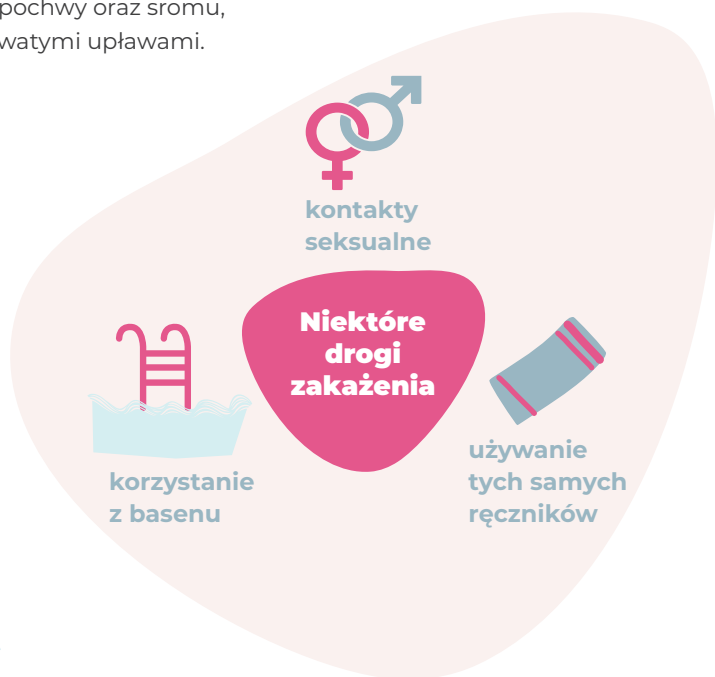 pochwy oraz sromu,
watymi upławami.
kontakty
seksualne
Niektóre
drogi
zakażenia
korzystanie
z basenu
używanie
tych samych
ręczników